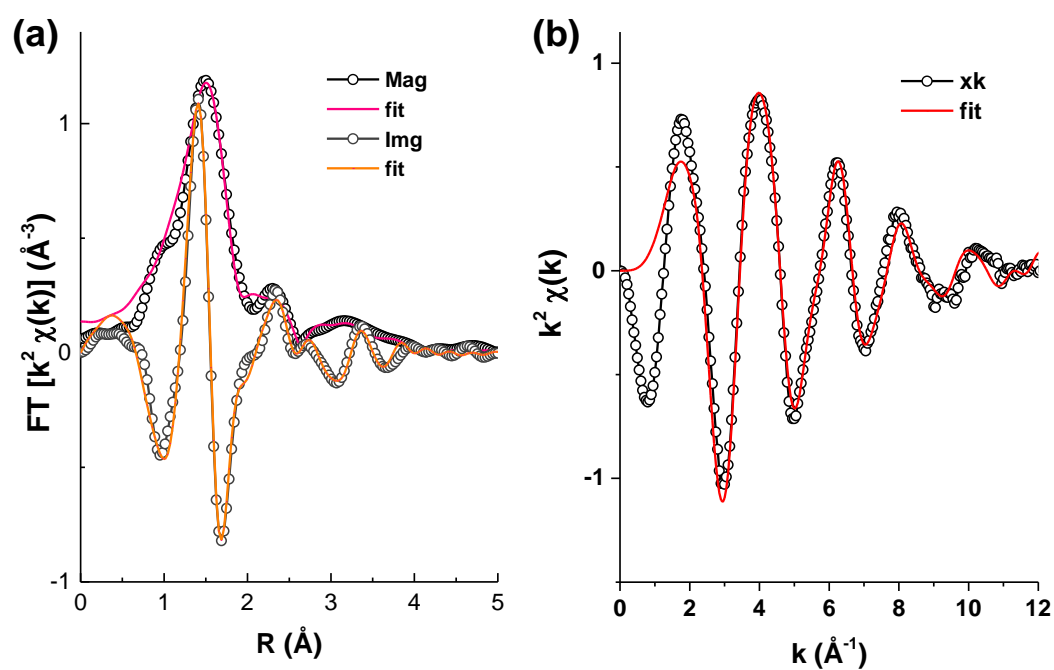 (a)
Mag
fit
Img
fit
1
0
-1
0 1 2 3 4 5
R (Å)
FT [k² χ(k)] (Å⁻³)
(b)
xk
fit
1
0
-1
0 2 4 6 8 10 12
k (Å⁻¹)
k² χ(k)